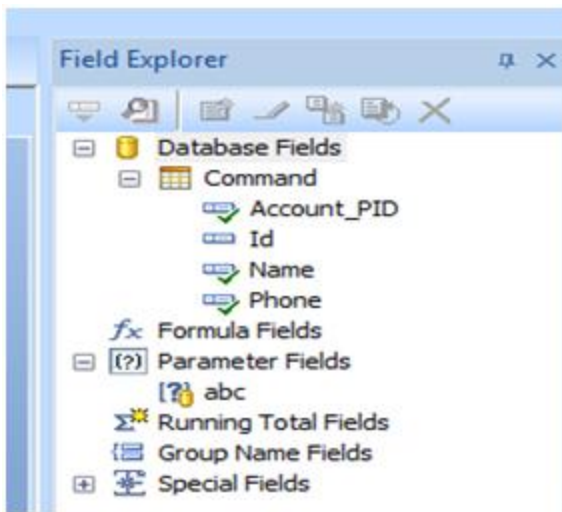 Field Explorer
Database Fields
Command
Account_PID
Id
Name
Phone
fx Formula Fields
(?) Parameter Fields
[?] abc
Σ Running Total Fields
Group Name Fields
Special Fields